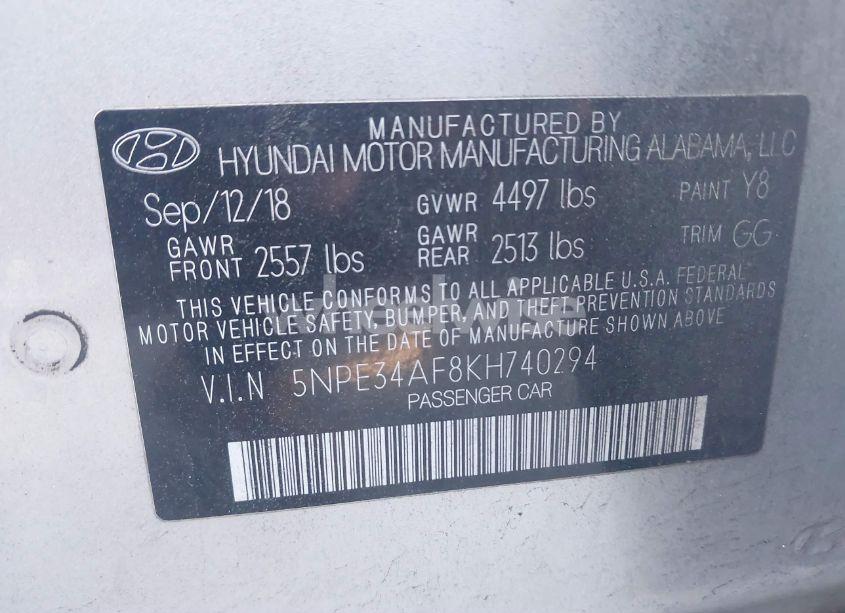 MANUFACTURED BY
HYUNDAI MOTOR MANUFACTURING ALABAMA, LLC
Sep/12/18 GVWR 4497 lbs PAINT Y8
GAWR FRONT 2557 lbs GAWR REAR 2513 lbs TRIM GG
THIS VEHICLE CONFORMS TO ALL APPLICABLE U.S.A. FEDERAL
MOTOR VEHICLE SAFETY, BUMPER, AND THEFT PREVENTION STANDARDS
IN EFFECT ON THE DATE OF MANUFACTURE SHOWN ABOVE
V.I.N 5NPE34AF8KH740294
PASSENGER CAR